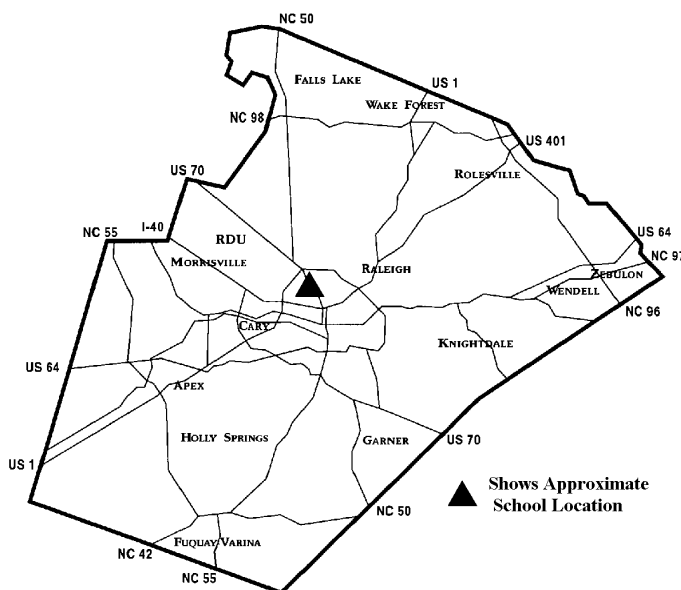 NC 50
FALLS LAKE
US 1
WAKE FOREST
NC 98
US 401
US 70
ROLESVILLE
I-40
NC 55
RDU
US 64
MORRISVILLE
RALEIGH
NC 97
ZEBULON
WENDELL
NC 96
CARY
KNIGHTDALE
US 64
APEX
HOLLY SPRINGS
GARNER
US 70
US 1
Shows Approximate
School Location
NC 50
FUQUAY-VARINA
NC 42
NC 55